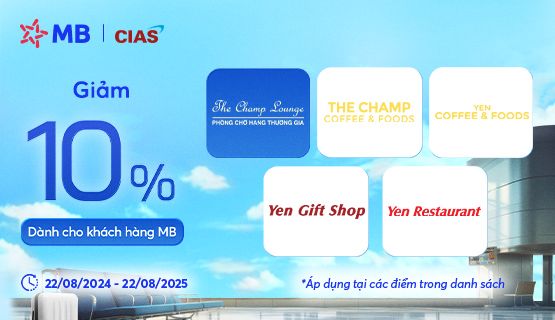 MB | CIAS
Giảm
10%
Dành cho khách hàng MB
The Champ Lounge
PHÒNG CHỜ HẠNG THƯƠNG GIA
THE CHAMP
COFFEE & FOODS
YEN
COFFEE & FOODS
Yen Gift Shop
Yen Restaurant
22/08/2024 - 22/08/2025
*Áp dụng tại các điểm trong danh sách